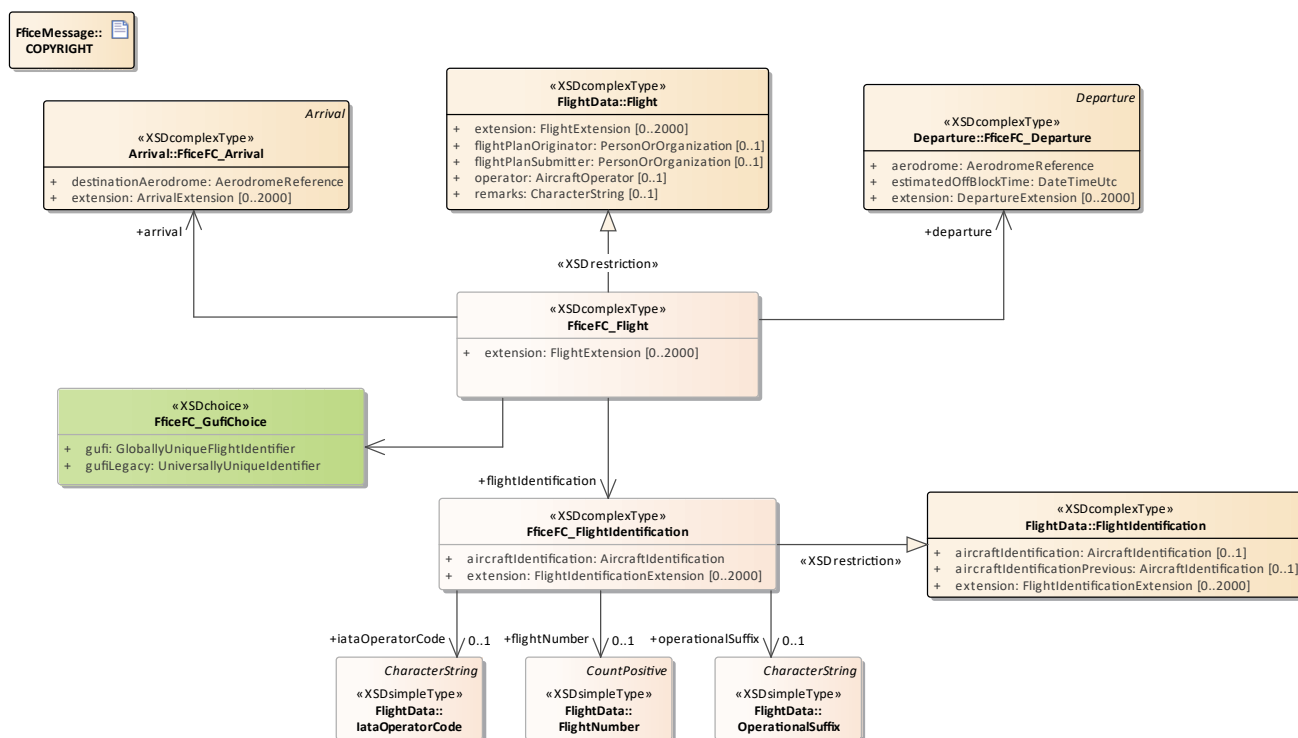 FficeMessage::
COPYRIGHT
Arrival
«XSDcomplexType»
Arrival::FficeFC_Arrival
+ destinationAerodrome: AerodromeReference
+ extension: ArrivalExtension [0..2000]
«XSDcomplexType»
FlightData::Flight
+ extension: FlightExtension [0..2000]
+ flightPlanOriginator: PersonOrOrganization [0..1]
+ flightPlanSubmitter: PersonOrOrganization [0..1]
+ operator: AircraftOperator [0..1]
+ remarks: CharacterString [0..1]
Departure
«XSDcomplexType»
Departure::FficeFC_Departure
+ aerodrome: AerodromeReference
+ estimatedOffBlockTime: DateTimeUtc
+ extension: DepartureExtension [0..2000]
+arrival
«XSDrestriction»
+departure
«XSDcomplexType»
FficeFC_Flight
+ extension: FlightExtension [0..2000]
«XSDchoice»
FficeFC_GufiChoice
+ gufi: GloballyUniqueFlightIdentifier
+ gufiLegacy: UniversallyUniqueIdentifier
+flightIdentification
«XSDcomplexType»
FficeFC_FlightIdentification
+ aircraftIdentification: AircraftIdentification
+ extension: FlightIdentificationExtension [0..2000]
«XSDrestriction»
«XSDcomplexType»
FlightData::FlightIdentification
+ aircraftIdentification: AircraftIdentification [0..1]
+ aircraftIdentificationPrevious: AircraftIdentification [0..1]
+ extension: FlightIdentificationExtension [0..2000]
+iataOperatorCode 0..1
+flightNumber 0..1
+operationalSuffix 0..1
CharacterString
«XSDsimpleType»
FlightData::
IataOperatorCode
CountPositive
«XSDsimpleType»
FlightData::
FlightNumber
CharacterString
«XSDsimpleType»
FlightData::
OperationalSuffix